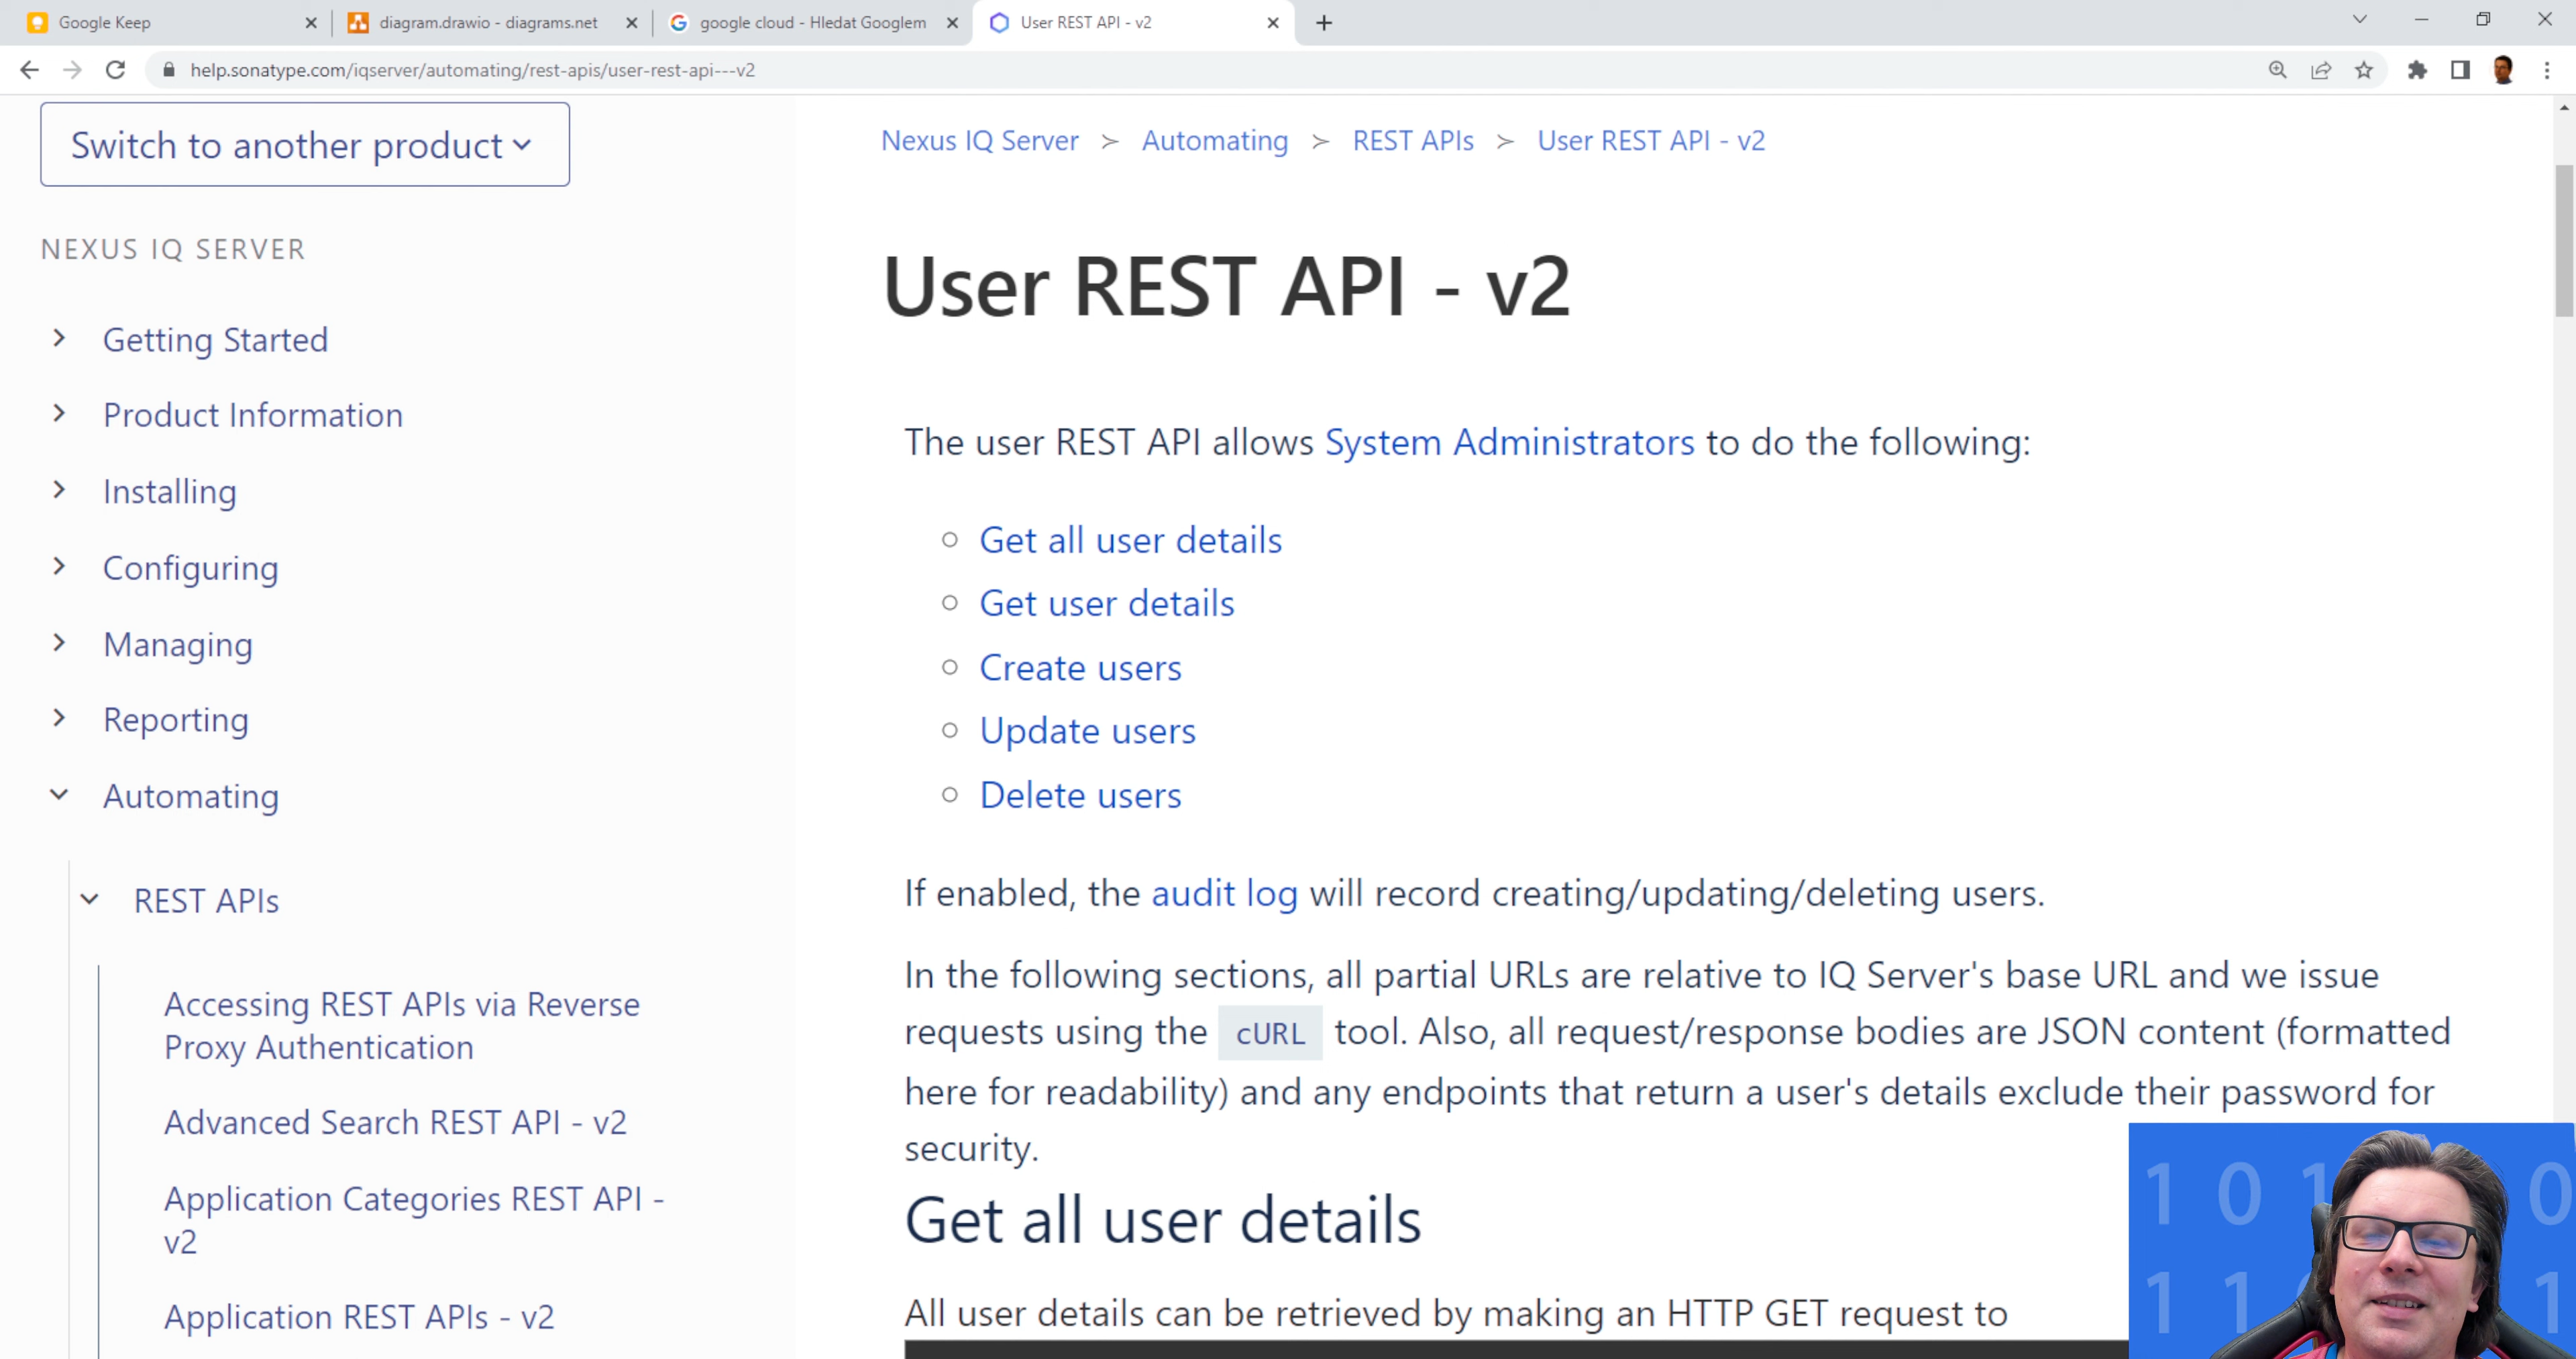 Google Keep
diagram.drawio - diagrams.net
google cloud - Hledat Googlem
User REST API - v2
help.sonatype.com/iqserver/automating/rest-apis/user-rest-api---v2
Switch to another product
NEXUS IQ SERVER
Getting Started
Product Information
Installing
Configuring
Managing
Reporting
Automating
REST APIs
Accessing REST APIs via Reverse
Proxy Authentication
Advanced Search REST API - v2
Application Categories REST API -
v2
Application REST APIs - v2
Nexus IQ Server > Automating > REST APIs > User REST API - v2
User REST API - v2
The user REST API allows System Administrators to do the following:
Get all user details
Get user details
Create users
Update users
Delete users
If enabled, the audit log will record creating/updating/deleting users.
In the following sections, all partial URLs are relative to IQ Server's base URL and we issue
requests using the cURL tool. Also, all request/response bodies are JSON content (formatted
here for readability) and any endpoints that return a user's details exclude their password for
security.
Get all user details
All user details can be retrieved by making an HTTP GET request to
1 0 1 0
1 1 1